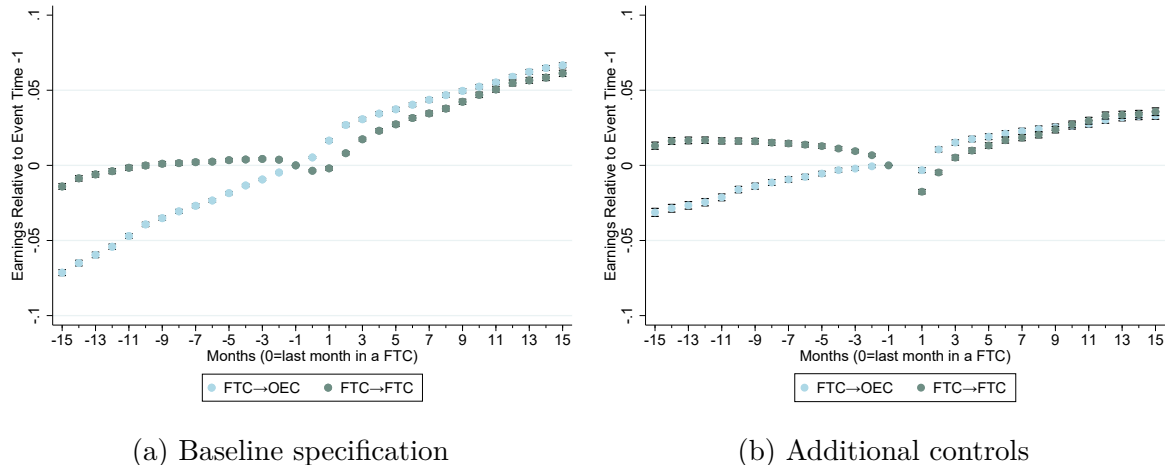 Earnings Relative to Event Time -1
.1
.05
0
-.05
-.1
-15 -13 -11 -9 -7 -5 -3 -1 1 3 5 7 9 11 13 15
Months (0=last month in a FTC)
FTC→OEC FTC→FTC
(a) Baseline specification
Earnings Relative to Event Time -1
.1
.05
0
-.05
-.1
-15 -13 -11 -9 -7 -5 -3 -1 1 3 5 7 9 11 13 15
Months (0=last month in a FTC)
FTC→OEC FTC→FTC
(b) Additional controls